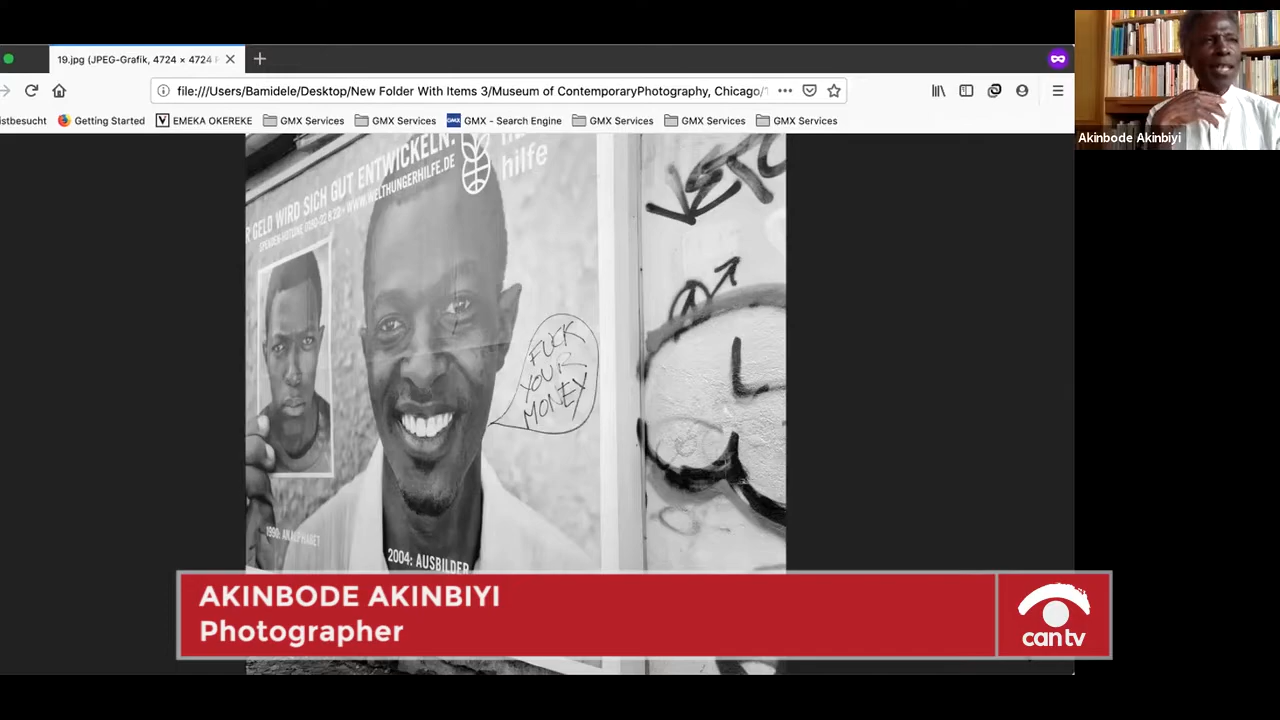 19.jpg (JPEG-Grafik, 4724 × 4724
file:///Users/Bamidele/Desktop/New Folder With Items 3/Museum of ContemporaryPhotography, Chicago/
Getting Started
EMEKA OKEREKE
GMX Services
GMX Services
GMX
GMX - Search Engine
GMX Services
GMX Services
GMX Services
Akinbode Akinbiyi
hilfe
GELD WIRD SICH GUT ENTWICKELN.
WWW.WELTHUNGERHILFE.DE
FUCK
YOUR
MONEY
1990: ANALPHABET
2004: AUSBILDER
AKINBODE AKINBIYI
Photographer
can tv